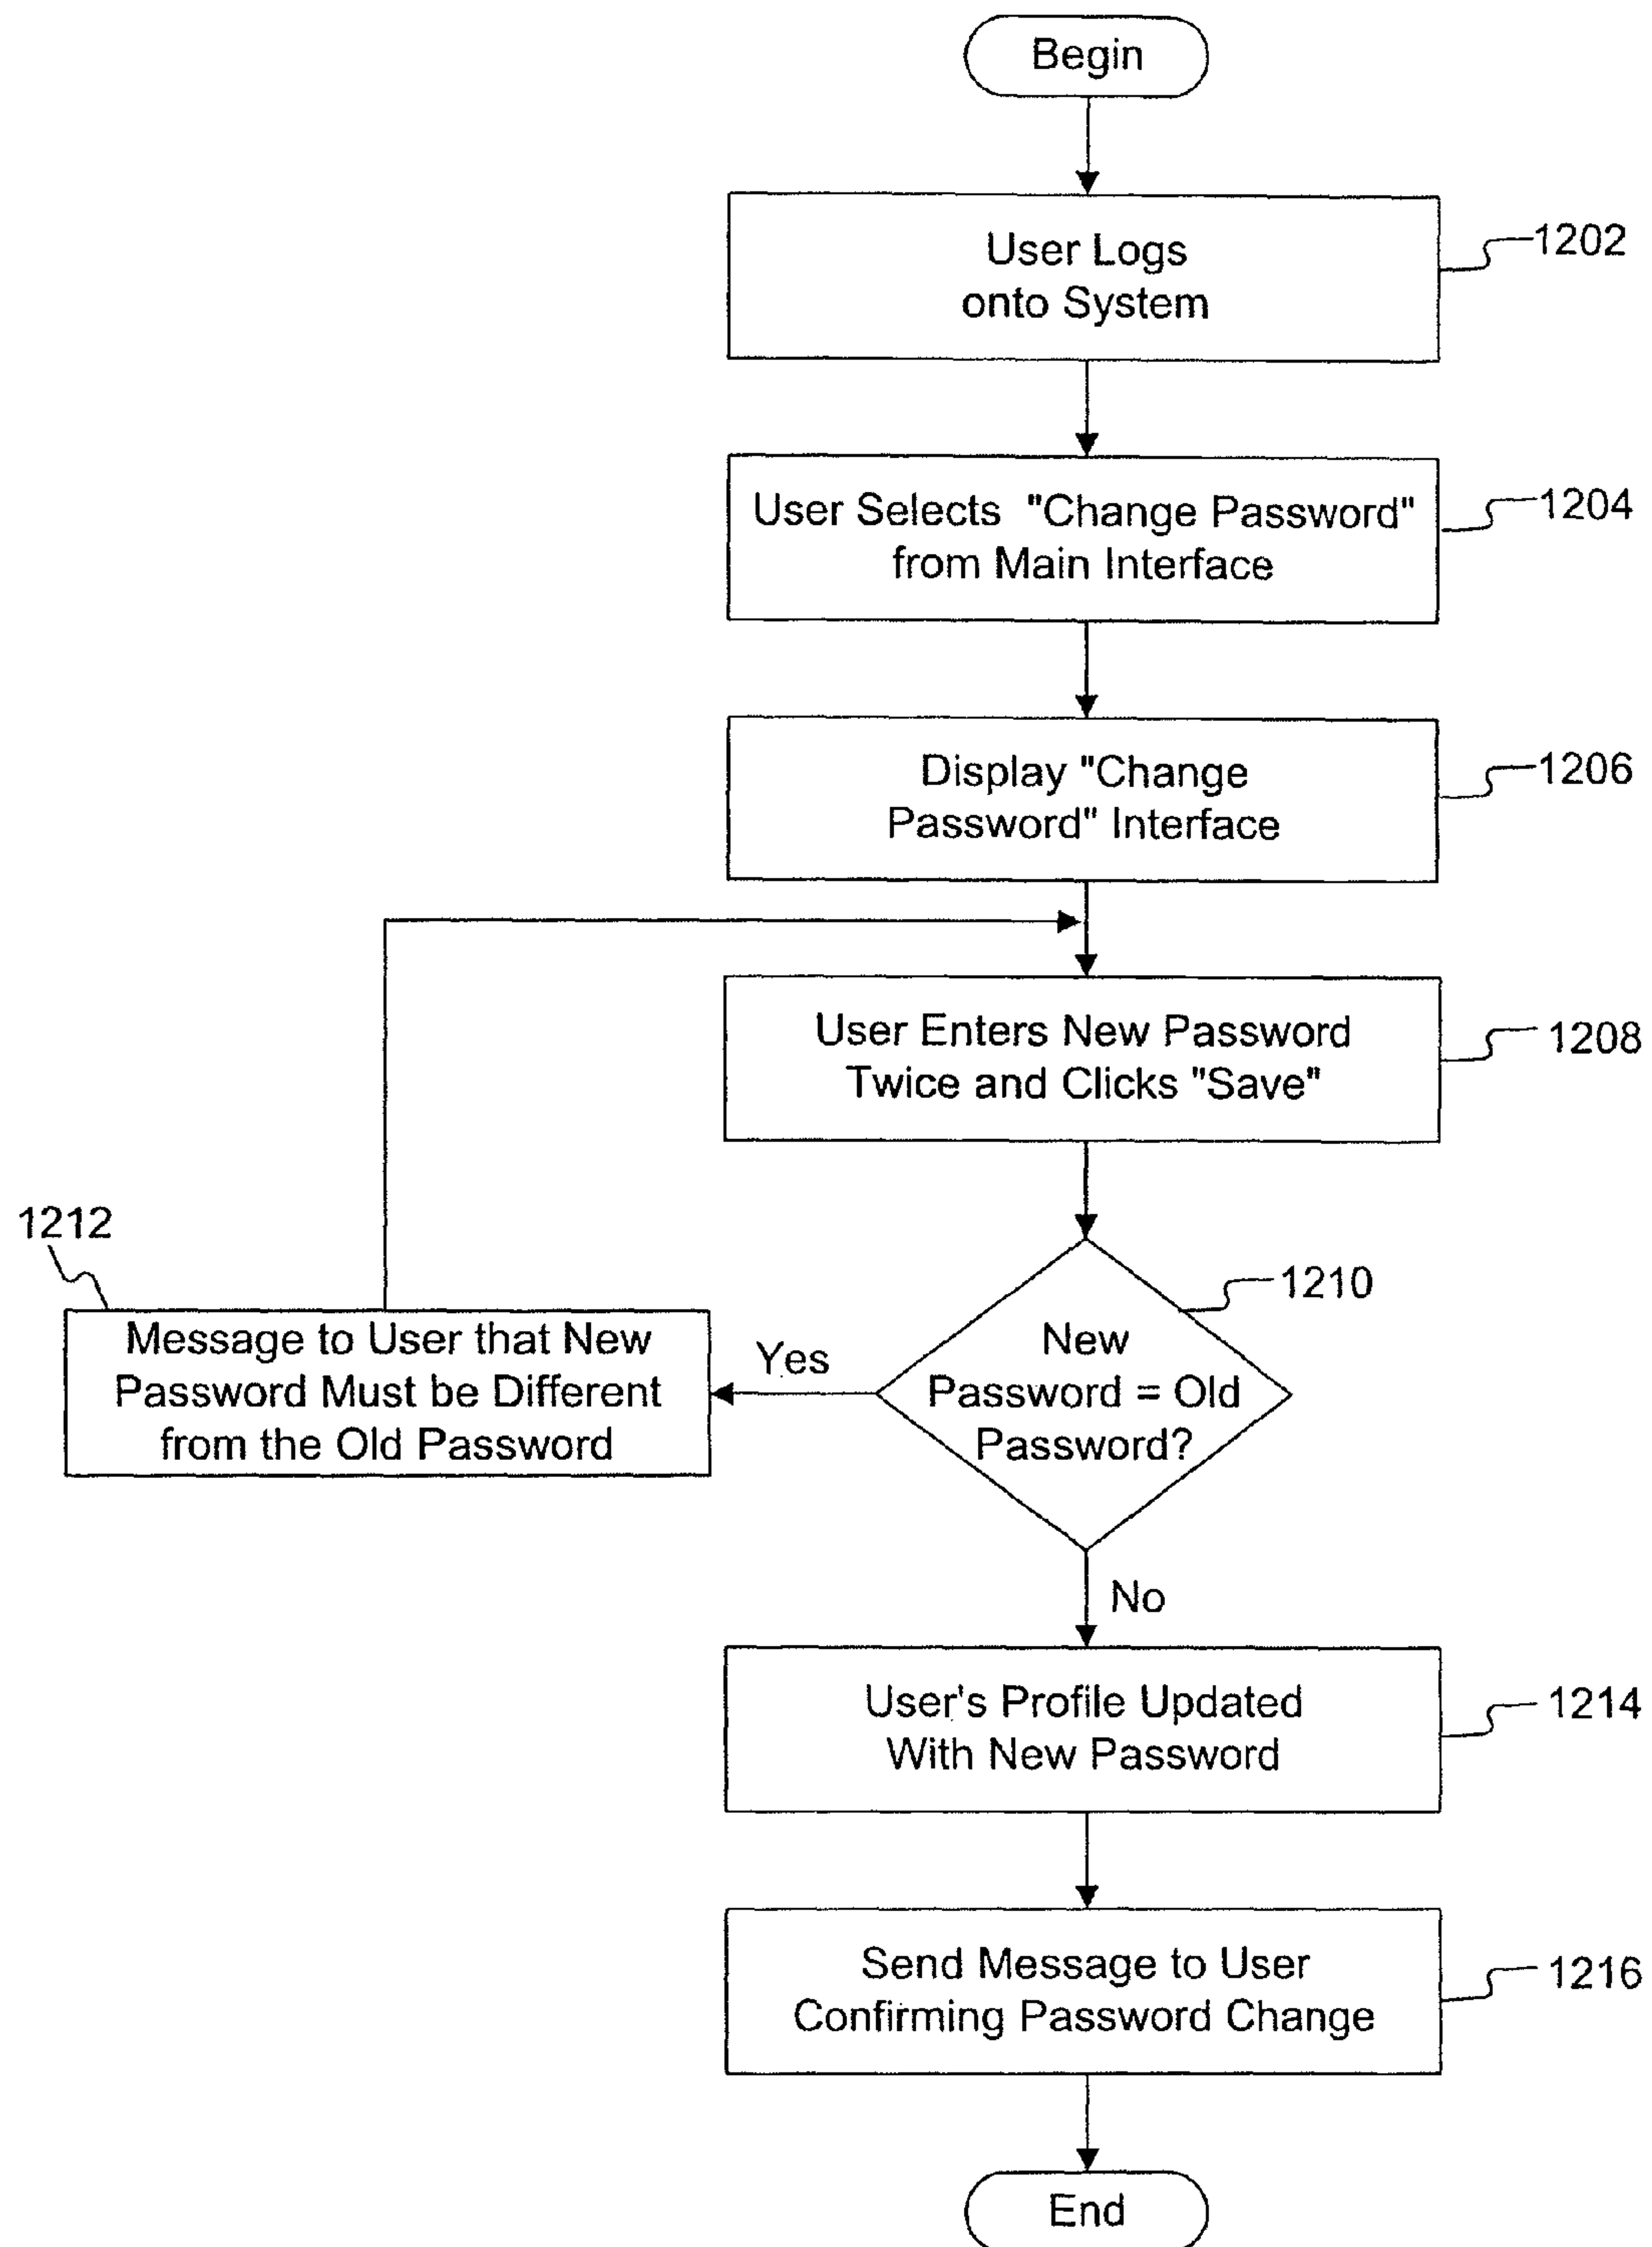 Begin
User Logs
onto System
1202
User Selects "Change Password"
from Main Interface
1204
Display "Change
Password" Interface
1206
User Enters New Password
Twice and Clicks "Save"
1208
1210
New
Password = Old
Password?
Yes
1212
Message to User that New
Password Must be Different
from the Old Password
No
User's Profile Updated
With New Password
1214
Send Message to User
Confirming Password Change
1216
End